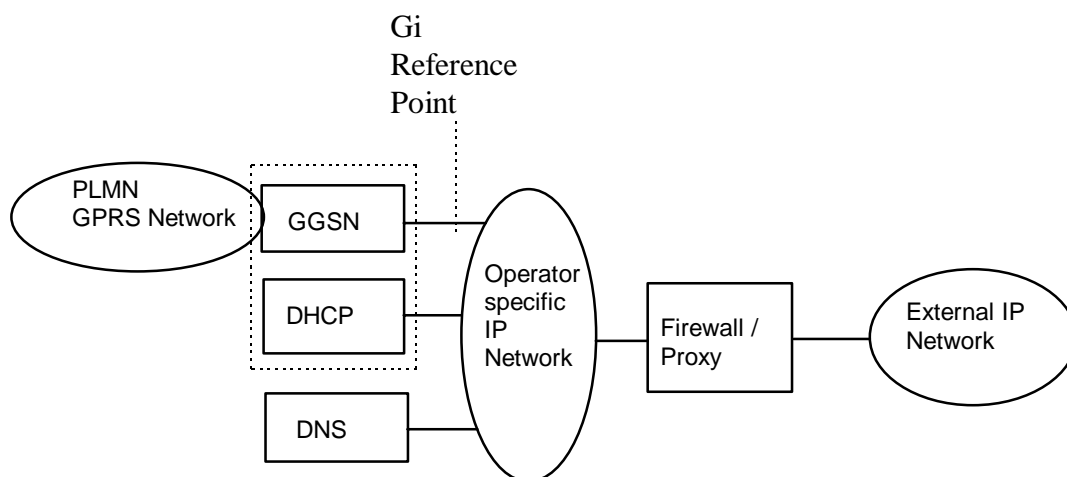 Gi
Reference
Point
PLMN
GPRS Network
GGSN
DHCP
DNS
Operator
specific
IP
Network
Firewall /
Proxy
External IP
Network